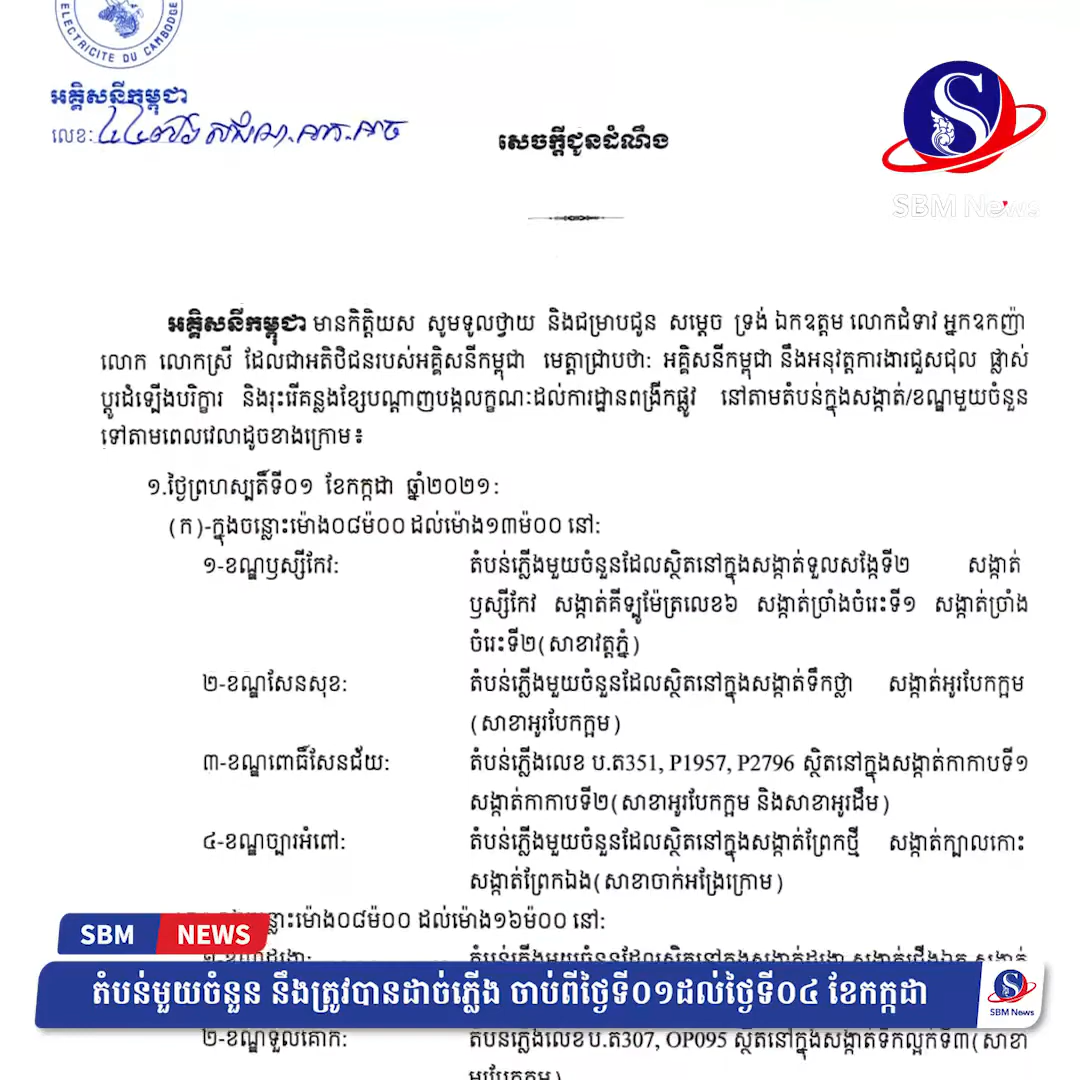 ELECTRICITE DU CAMBODGE
អគ្គិសនីកម្ពុជា
លេខ:
សេចក្តីជូនដំណឹង
SBM News
អគ្គិសនីកម្ពុជា មានកិត្តិយស សូមទូលថ្វាយ និងជម្រាបជូន សម្តេច ទ្រង់ ឯកឧត្តម លោកជំទាវ អ្នកឧកញ៉ា
លោក លោកស្រី ដែលជាអតិថិជនរបស់អគ្គិសនីកម្ពុជា មេត្តាជ្រាបថា: អគ្គិសនីកម្ពុជា នឹងអនុវត្តការងារជួសជុល ផ្លាស់
ប្តូរដំឡើងបរិក្ខារ និងរុះរើគន្លងខ្សែបណ្តាញបង្កលក្ខណៈដល់ការដ្ឋានពង្រីកផ្លូវ នៅតាមតំបន់ក្នុងសង្កាត់/ខណ្ឌមួយចំនួន
ទៅតាមពេលវេលាដូចខាងក្រោម៖
១.ថ្ងៃព្រហស្បតិ៍ទី០១ ខែកក្កដា ឆ្នាំ២០២១:
(ក)-ក្នុងចន្លោះម៉ោង០៨ម៉០០ ដល់ម៉ោង១៣ម៉០០ នៅ:
១-ខណ្ឌឫស្សីកែវ: តំបន់ភ្លើងមួយចំនួនដែលស្ថិតនៅក្នុងសង្កាត់ទួលសង្កែទី២ សង្កាត់
ឫស្សីកែវ សង្កាត់គីឡូម៉ែត្រលេខ៦ សង្កាត់ច្រាំងចំរេះទី១ សង្កាត់ច្រាំង
ចំរេះទី២(សាខាវត្តភ្នំ)
២-ខណ្ឌសែនសុខ: តំបន់ភ្លើងមួយចំនួនដែលស្ថិតនៅក្នុងសង្កាត់ទឹកថ្លា សង្កាត់អូរបែកក្អម
(សាខាអូរបែកក្អម)
៣-ខណ្ឌពោធិ៍សែនជ័យ: តំបន់ភ្លើងលេខ ប.ត351, P1957, P2796 ស្ថិតនៅក្នុងសង្កាត់កាកាបទី១
សង្កាត់កាកាបទី២(សាខាអូរបែកក្អម និងសាខាអូរដឹម)
៤-ខណ្ឌច្បារអំពៅ: តំបន់ភ្លើងមួយចំនួនដែលស្ថិតនៅក្នុងសង្កាត់ព្រែកថ្មី សង្កាត់ក្បាលកោះ
សង្កាត់ព្រែកឯង(សាខាចាក់អង្រែក្រោម)
ចន្លោះម៉ោង០៨ម៉០០ ដល់ម៉ោង១៦ម៉០០ នៅ:
SBM NEWS
តំបន់មួយចំនួន នឹងត្រូវបានដាច់ភ្លើង ចាប់ពីថ្ងៃទី០១ដល់ថ្ងៃទី០៤ ខែកក្កដា
SBM News
២-ខណ្ឌទួលគោក: តំបន់ភ្លើងលេខប.ត307, OP095 ស្ថិតនៅក្នុងសង្កាត់ទឹកល្អក់ទី៣(សាខា